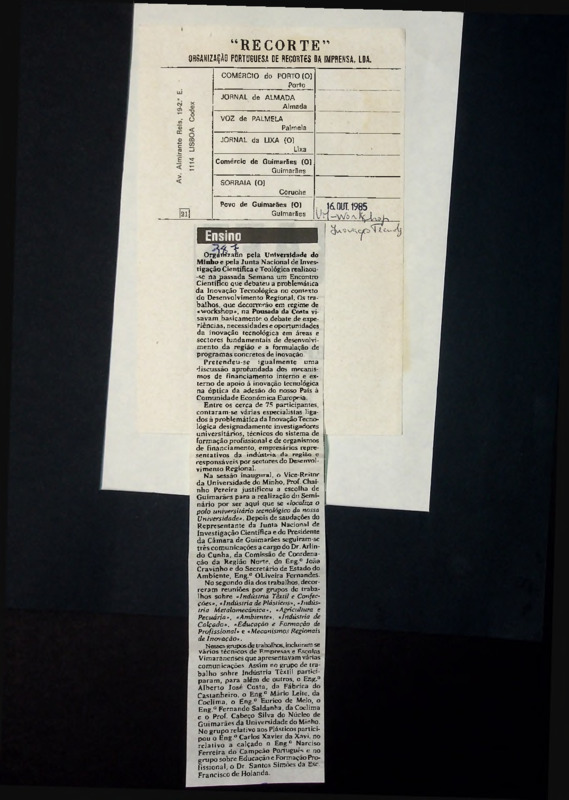 "RECORTE"
ORGANIZAÇÃO PORTUGUESA DE RECORTES DA IMPRENSA, LDA.
Av. Almirante Reis, 19-2.º E.
1114 LISBOA Codex
COMÉRCIO do PORTO (O)
Porto
JORNAL de ALMADA
Almada
VOZ de PALMELA
Palmela
JORNAL da LIXA (O)
Lixa
Comércio de Guimarães (O)
Guimarães
SORRAIA (O)
Coruche
Povo de Guimarães (O)
Guimarães
16. OUT. 1985
Workshop
Ensino
Organizado pela Universidade do
Minho e pela Junta Nacional de Inves-
tigação Científica e Teológica realizou-
se na passada Semana um Encontro
Científico que debateu a problemática
da Inovação Tecnológica no contexto
do Desenvolvimento Regional. Os tra-
balhos, que decorrerão em regime de
«workshop», na Pousada da Costa vi-
savam basicamente o debate de expe-
riências, necessidades e oportunidades
da Inovação tecnológica em áreas e
sectores fundamentais de desenvolvi-
mento da região e a formulação de
programas concretos de inovação.
Pretendeu-se igualmente uma
discussão aprofundada dos mecanis-
mos de financiamento interno e ex-
terno de apoio à inovação tecnológica
na óptica da adesão do nosso País à
Comunidade Económica Europeia.
Entre os cerca de 75 participantes,
contaram-se vários especialistas liga-
dos à problemática da Inovação Tecno-
lógica designadamente investigadores
universitários, técnicos do sistema de
formação profissional e de organismos
de financiamento, empresários repre-
sentativos da indústria da região e
responsáveis por sectores do Desenvol-
vimento Regional.
Na sessão inaugural, o Vice-Reitor
da Universidade do Minho, Prof. Chai-
nho Pereira justificou a escolha de
Guimarães para a realização do Semi-
nário por ser aqui que se «localiza o
polo universitário tecnológico da nossa
Universidade». Depois de saudações do
Representante da Junta Nacional de
Investigação Científica e do Presidente
da Câmara de Guimarães seguiram-se
três comunicações a cargo do Dr. Arlin-
do Cunha, da Comissão de Coordena-
ção da Região Norte, do Eng.º João
Cravinho e do Secretário de Estado do
Ambiente, Eng.º OLiveira Fernandes.
No segundo dia dos trabalhos, decor-
reram reuniões por grupos de traba-
lhos sobre «Indústria Têxtil e Confec-
ções», «Indústria de Plásticos», «Indús-
tria Metalomecânica», «Agricultura e
Pecuária», «Ambiente», «Indústria de
Calçado», «Educação e Formação de
Profissional» e «Mecanismos Regionais
de Inovação».
Nesses grupos de trabalhos, incluíram se
vários técnicos de Empresas e Escolas
Vimaranenses que apresentavam várias
comunicações. Assim no grupo de tra-
balho sobre Indústria Têxtil partici-
param, para além de outros, o Eng.º
Alberto José Costa, da Fábrica do
Castanheiro, o Eng.º Mário Leite, da
Coelima, o Eng.º Eurico de Melo, o
Eng.º Fernando Saldanha, da Coelima
e o Prof. Cabeço Silva do Núcleo de
Guimarães da Universidade do Minho.
No grupo relativo aos Plásticos partici-
pou o Eng.º Carlos Xavier da Xavi, no
relativo a calçado o Eng.º Narciso
Ferreira do Campeão Português e no
grupo sobre Educação e Formação Pro-
fissional, o Dr. Santos Simões da Esc.
Francisco de Holanda.